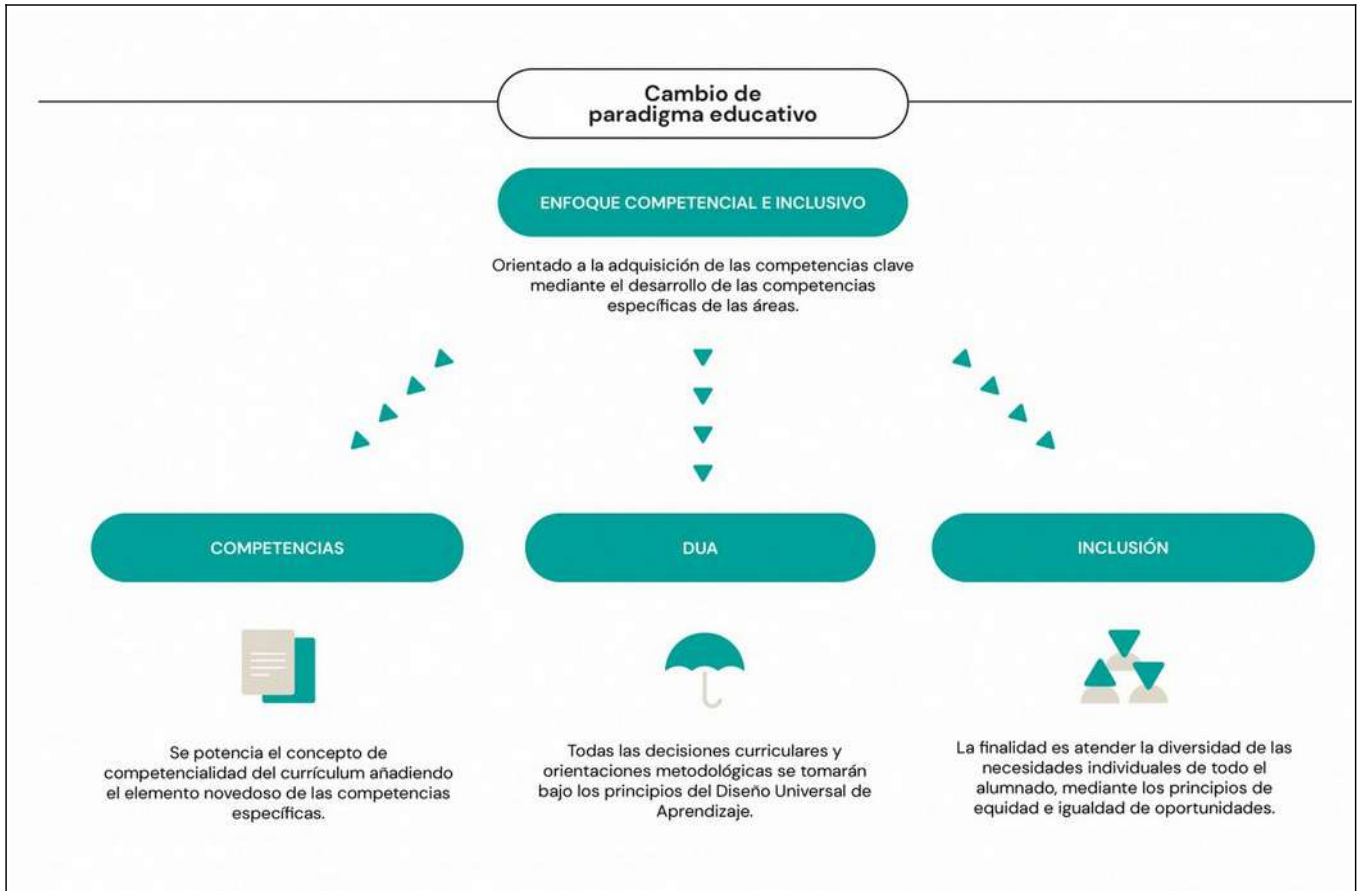 Cambio de
paradigma educativo
ENFOQUE COMPETENCIAL E INCLUSIVO
Orientado a la adquisición de las competencias clave
mediante el desarrollo de las competencias
específicas de las áreas.
COMPETENCIAS
Se potencia el concepto de
competencialidad del currículum añadiendo
el elemento novedoso de las competencias
específicas.
DUA
Todas las decisiones curriculares y
orientaciones metodológicas se tomarán
bajo los principios del Diseño Universal de
Aprendizaje.
INCLUSIÓN
La finalidad es atender la diversidad de las
necesidades individuales de todo el
alumnado, mediante los principios de
equidad e igualdad de oportunidades.